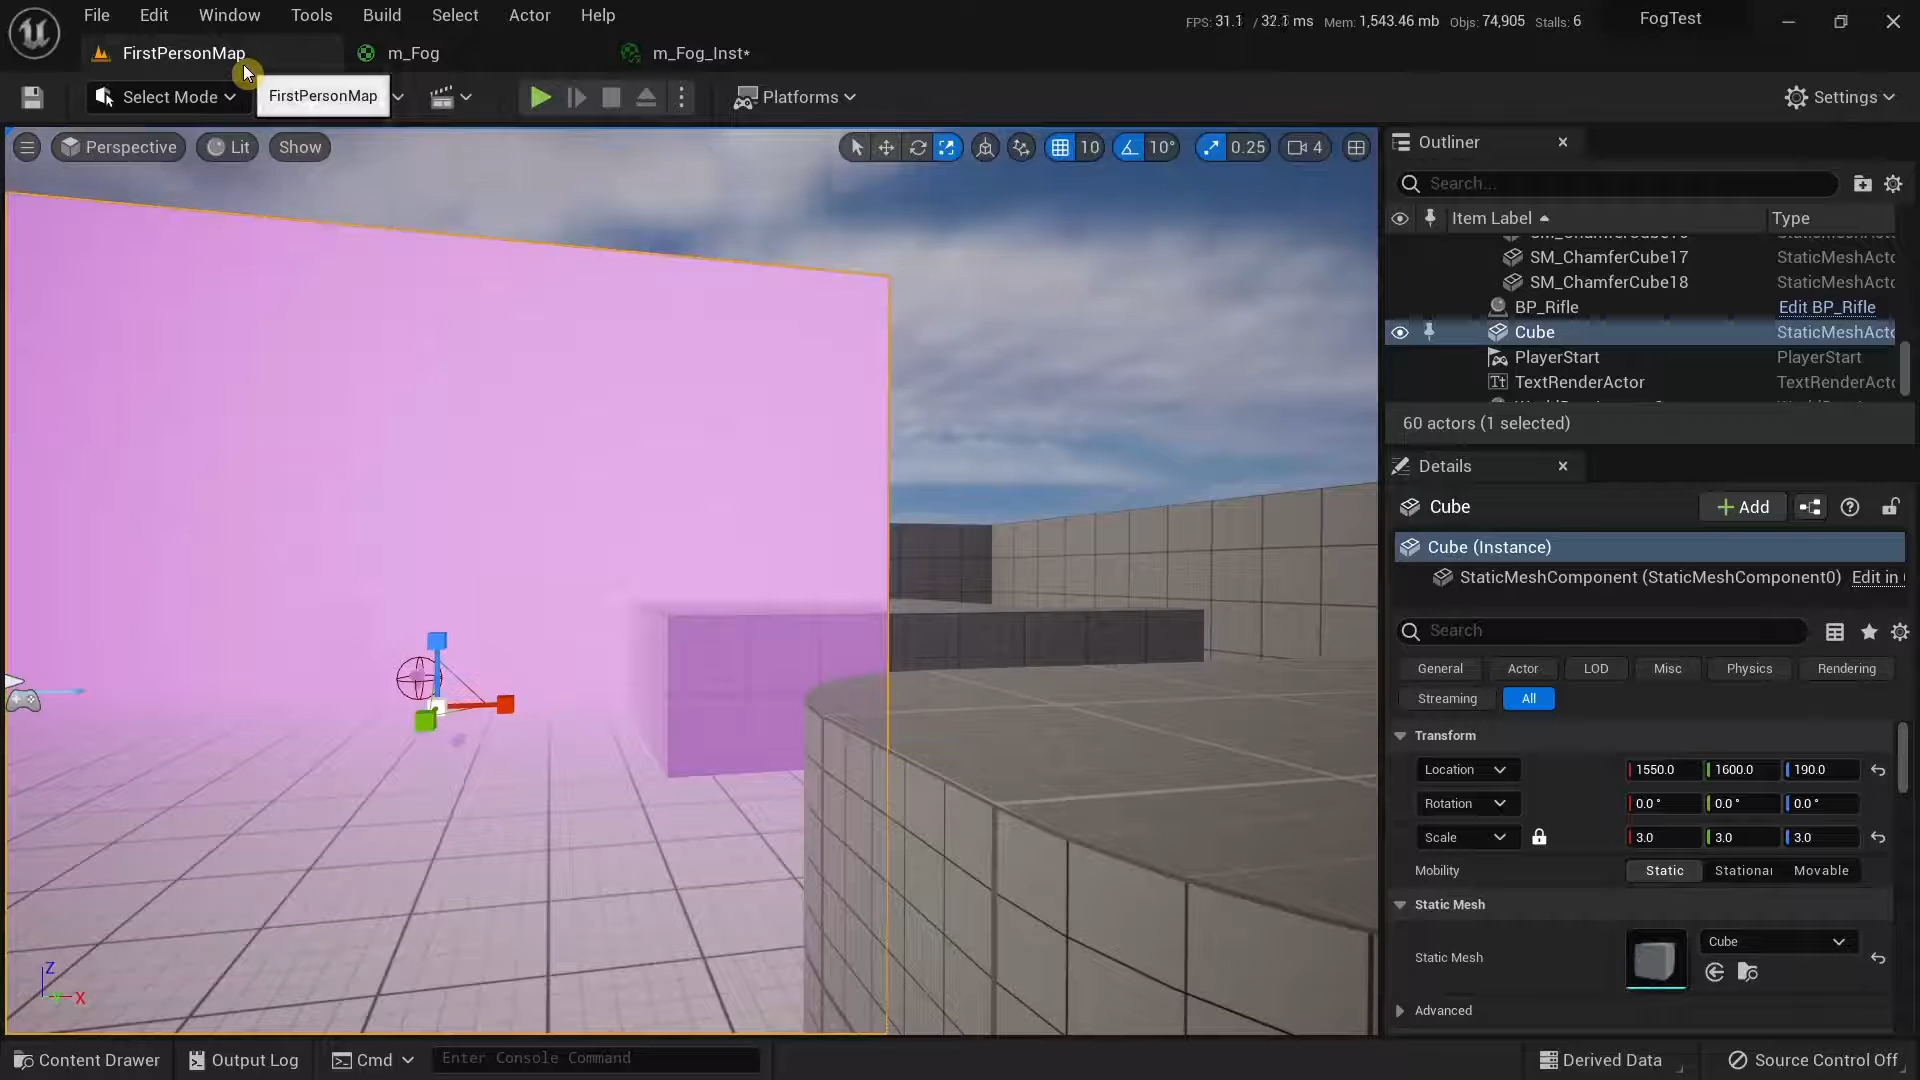 File Edit Window Tools Build Select Actor Help
FPS: 31.1 / 32.1 ms Mem: 1,543.46 mb Objs: 74,905 Stalls: 6 FogTest
FirstPersonMap m_Fog m_Fog_Inst*
Select Mode FirstPersonMap Platforms Settings
Perspective Lit Show 10 10° 0.25 4
Outliner
Search...
Item Label Type
SM_ChamferCube17 StaticMeshActo
SM_ChamferCube18 StaticMeshActo
BP_Rifle Edit BP_Rifle
Cube StaticMeshActo
PlayerStart PlayerStart
TextRenderActor TextRenderActo
60 actors (1 selected)
Details
Cube Add
Cube (Instance)
StaticMeshComponent (StaticMeshComponent0) Edit in
Search
General Actor LOD Misc Physics Rendering
Streaming All
Transform
Location 1550.0 1600.0 190.0
Rotation 0.0° 0.0° 0.0°
Scale 3.0 3.0 3.0
Mobility Static Stationar Movable
Static Mesh
Static Mesh Cube
Advanced
Z
Y X
Content Drawer Output Log Cmd Enter Console Command Derived Data Source Control Off